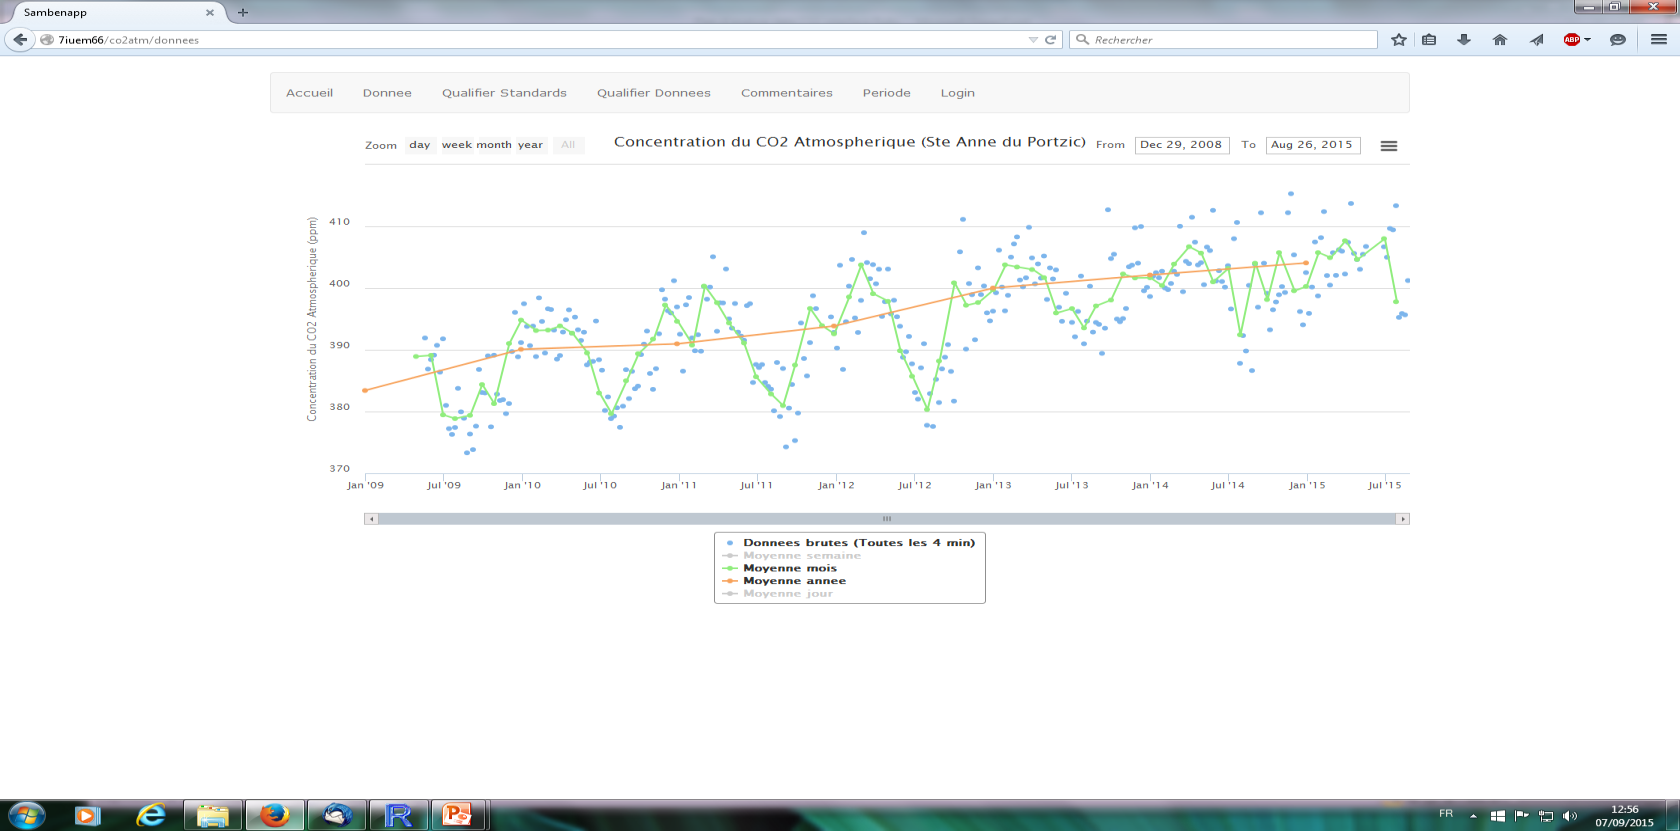 Sambenapp
7iuem66/co2atm/donnees
Rechercher
ABP
Accueil Donnee Qualifier Standards Qualifier Donnees Commentaires Periode Login
Zoom day week month year All
Concentration du CO2 Atmospherique (Ste Anne du Portzic)
From Dec 29, 2008 To Aug 26, 2015
Concentration du CO2 Atmospherique (ppm)
410
400
390
380
370
Jan '09 Jul '09 Jan '10 Jul '10 Jan '11 Jul '11 Jan '12 Jul '12 Jan '13 Jul '13 Jan '14 Jul '14 Jan '15 Jul '15
Donnees brutes (Toutes les 4 min)
Moyenne semaine
Moyenne mois
Moyenne annee
Moyenne jour
FR
12:56
07/09/2015